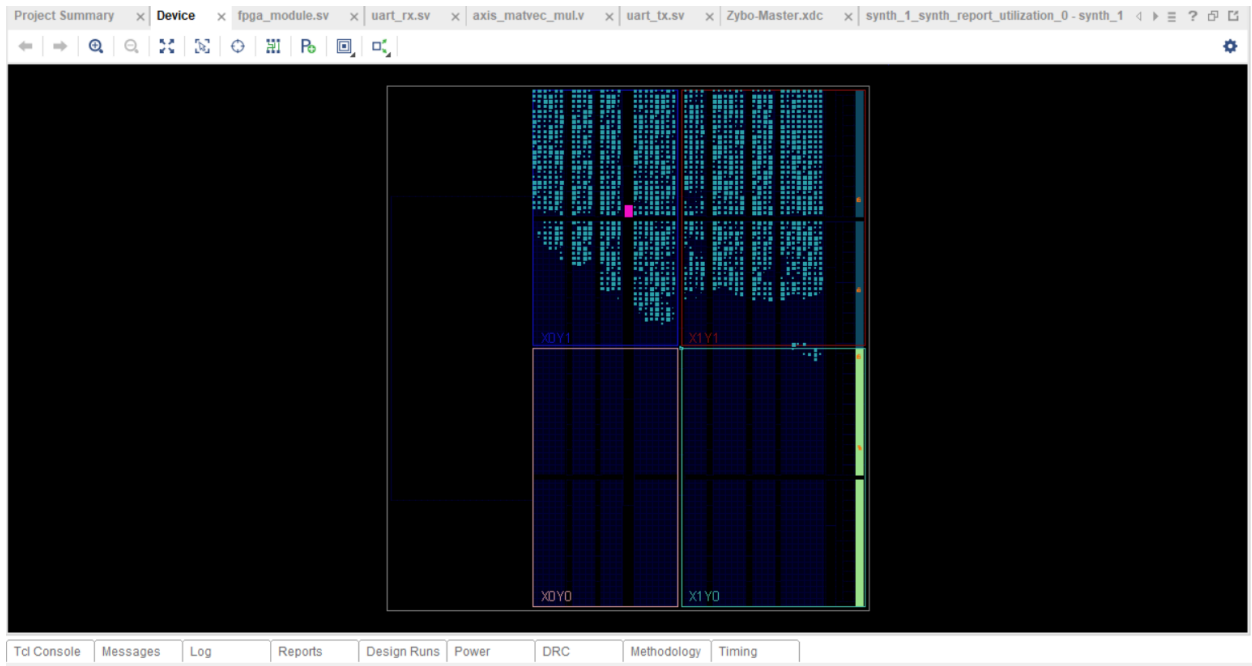 Project Summary Device fpga_module.sv uart_rx.sv axis_matvec_mul.v uart_tx.sv Zybo-Master.xdc synth_1_synth_report_utilization_0 - synth_1
X0Y1 X1Y1
X0Y0 X1Y0
Tcl Console Messages Log Reports Design Runs Power DRC Methodology Timing